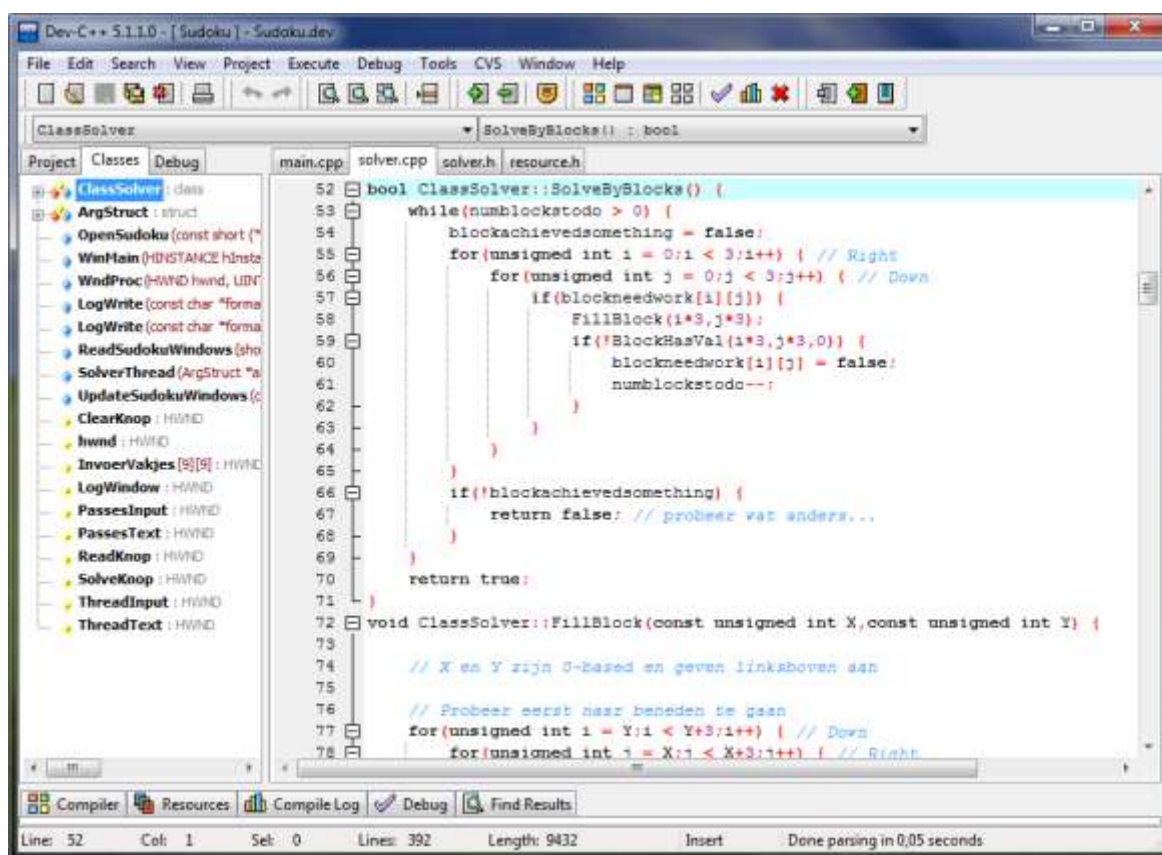 Dev-C++ 5.1.1.0 - [ Sudoku ] - Sudoku.dev
File Edit Search View Project Execute Debug Tools CVS Window Help
ClassSolver
SolveByBlocks() : bool
Project Classes Debug
main.cpp solver.cpp solver.h resource.h
ClassSolver : class
ArgStruct : struct
OpenSudoku (const short (*
WinMain (HINSTANCE hInsta
WndProc (HWND hwnd, UIN
LogWrite (const char *forma
LogWrite (const char *forma
ReadSudokuWindows (sho
SolverThread (ArgStruct *a
UpdateSudokuWindows (c
ClearKnop : HWND
hwnd : HWND
InvoerVakjes [9][9] : HWND
LogWindow : HWND
PassesInput : HWND
PassesText : HWND
ReadKnop : HWND
SolveKnop : HWND
ThreadInput : HWND
ThreadText : HWND
52 bool ClassSolver::SolveByBlocks() {
53 while(numblockstodo > 0) {
54 blockachievedsomething = false;
55 for(unsigned int i = 0;i < 3;i++) { // Right
56 for(unsigned int j = 0;j < 3;j++) { // Down
57 if(blockneedwork[i][j]) {
58 FillBlock(i*3,j*3);
59 if(!BlockHasVal(i*3,j*3,0)) {
60 blockneedwork[i][j] = false;
61 numblockstodo--;
62 }
63 }
64 }
65 }
66 if(!blockachievedsomething) {
67 return false; // probeer wat anders...
68 }
69 }
70 return true;
71 }
72 void ClassSolver::FillBlock(const unsigned int X,const unsigned int Y) {
73
74 // X en Y zijn 0-based en geven linksboven aan
75
76 // Probeer eerst naar beneden te gaan
77 for(unsigned int i = Y;i < Y+3;i++) { // Down
78 for(unsigned int j = X;j < X+3;j++) { // Right
Compiler Resources Compile Log Debug Find Results
Line: 52 Col: 1 Sel: 0 Lines: 392 Length: 9432 Insert Done parsing in 0,05 seconds